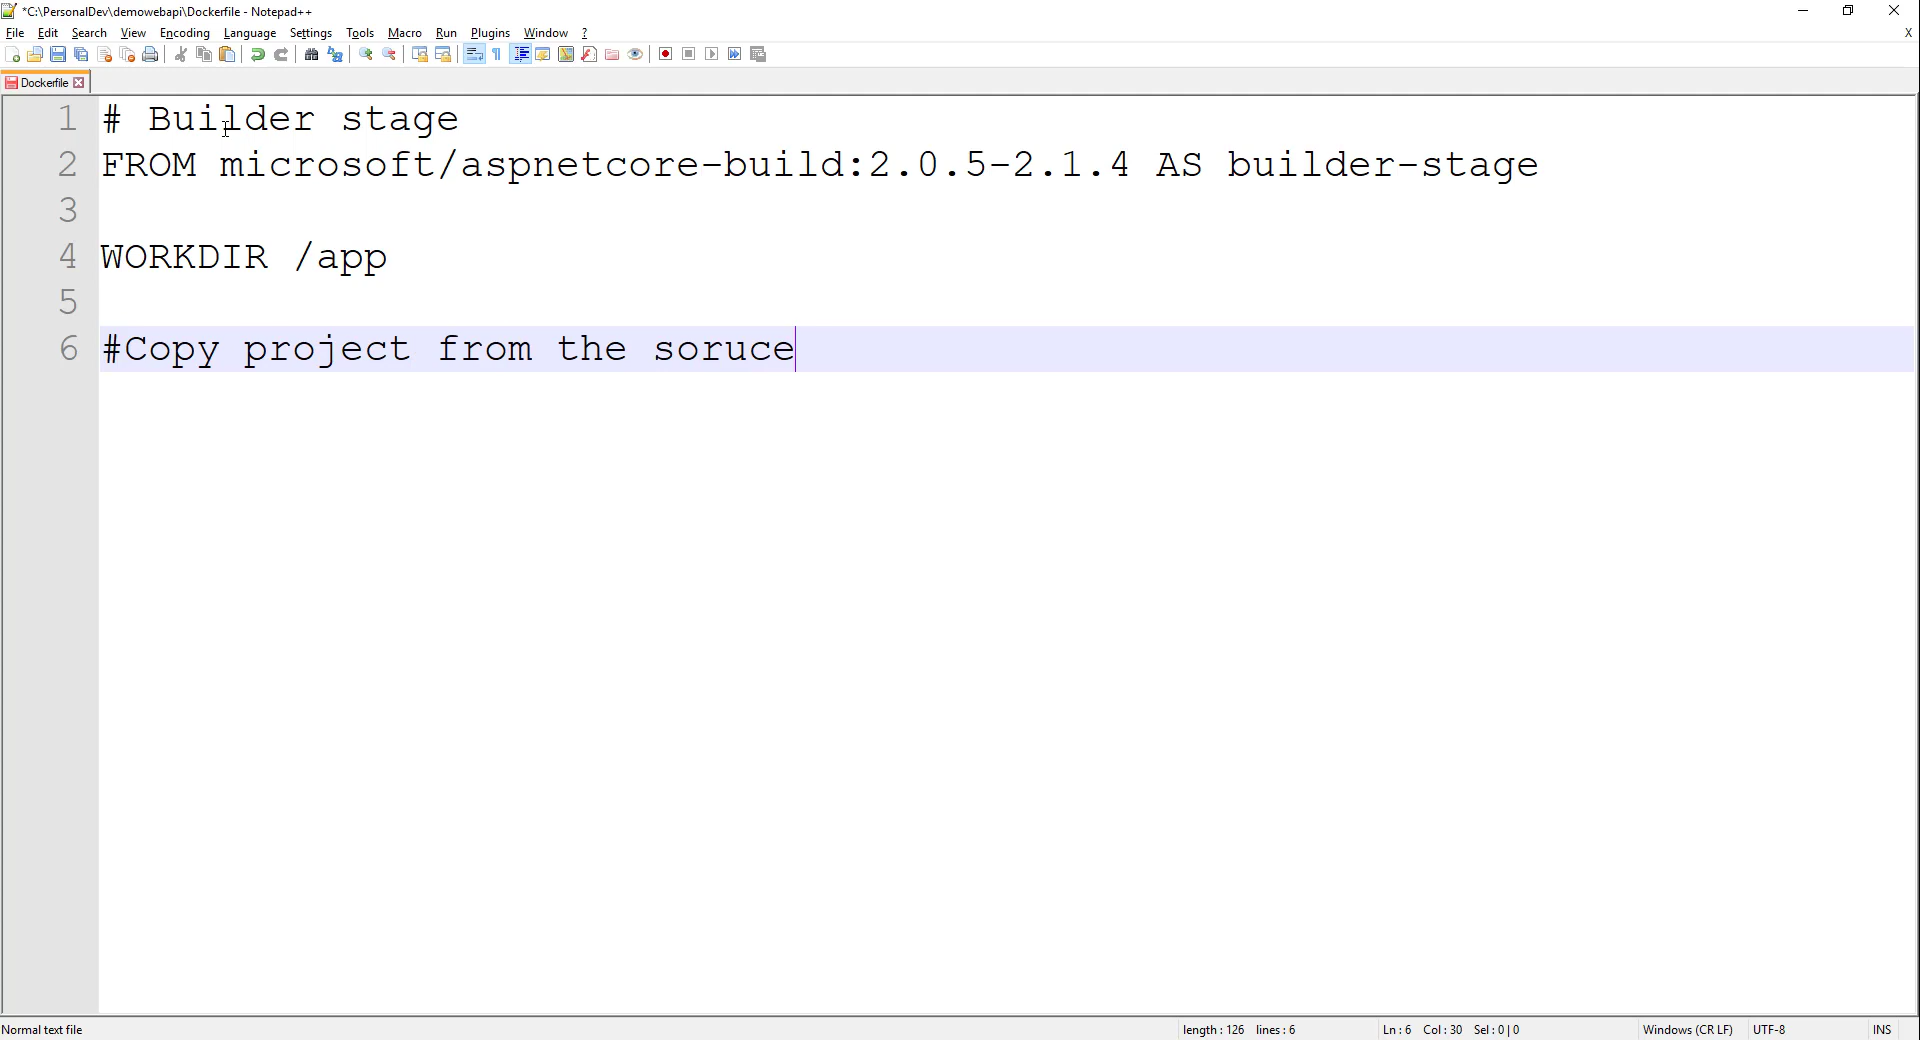 *C:\PersonalDev\demowebapi\Dockerfile - Notepad++
File Edit Search View Encoding Language Settings Tools Macro Run Plugins Window ? X
Dockerfile
1 # Builder stage
2 FROM microsoft/aspnetcore-build:2.0.5-2.1.4 AS builder-stage
3
4 WORKDIR /app
5
6 #Copy project from the soruce
Normal text file length : 126 lines : 6 Ln : 6 Col : 30 Sel : 0 | 0 Windows (CR LF) UTF-8 INS